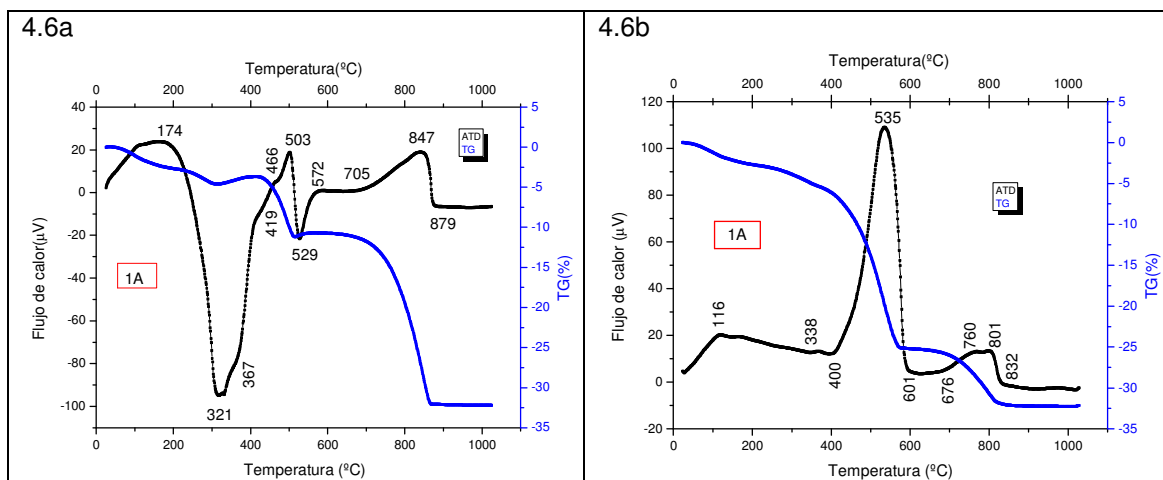 4.6a
Temperatura(ºC)
0 200 400 600 800 1000
40
20
0
-20
-40
-60
-80
-100
Flujo de calor(µV)
5
0
-5
-10
-15
-20
-25
-30
-35
TG(%)
ATD
TG
1A
174
321
367
419
466
503
529
572
705
847
879
0 200 400 600 800 1000
Temperatura (ºC)
4.6b
Temperatura(ºC)
0 200 400 600 800 1000
120
100
80
60
40
20
0
-20
Flujo de calor (µV)
5
0
-5
-10
-15
-20
-25
-30
-35
TG(%)
ATD
TG
1A
116
338
400
535
601
676
760
801
832
0 200 400 600 800 1000
Temperatura (ºC)